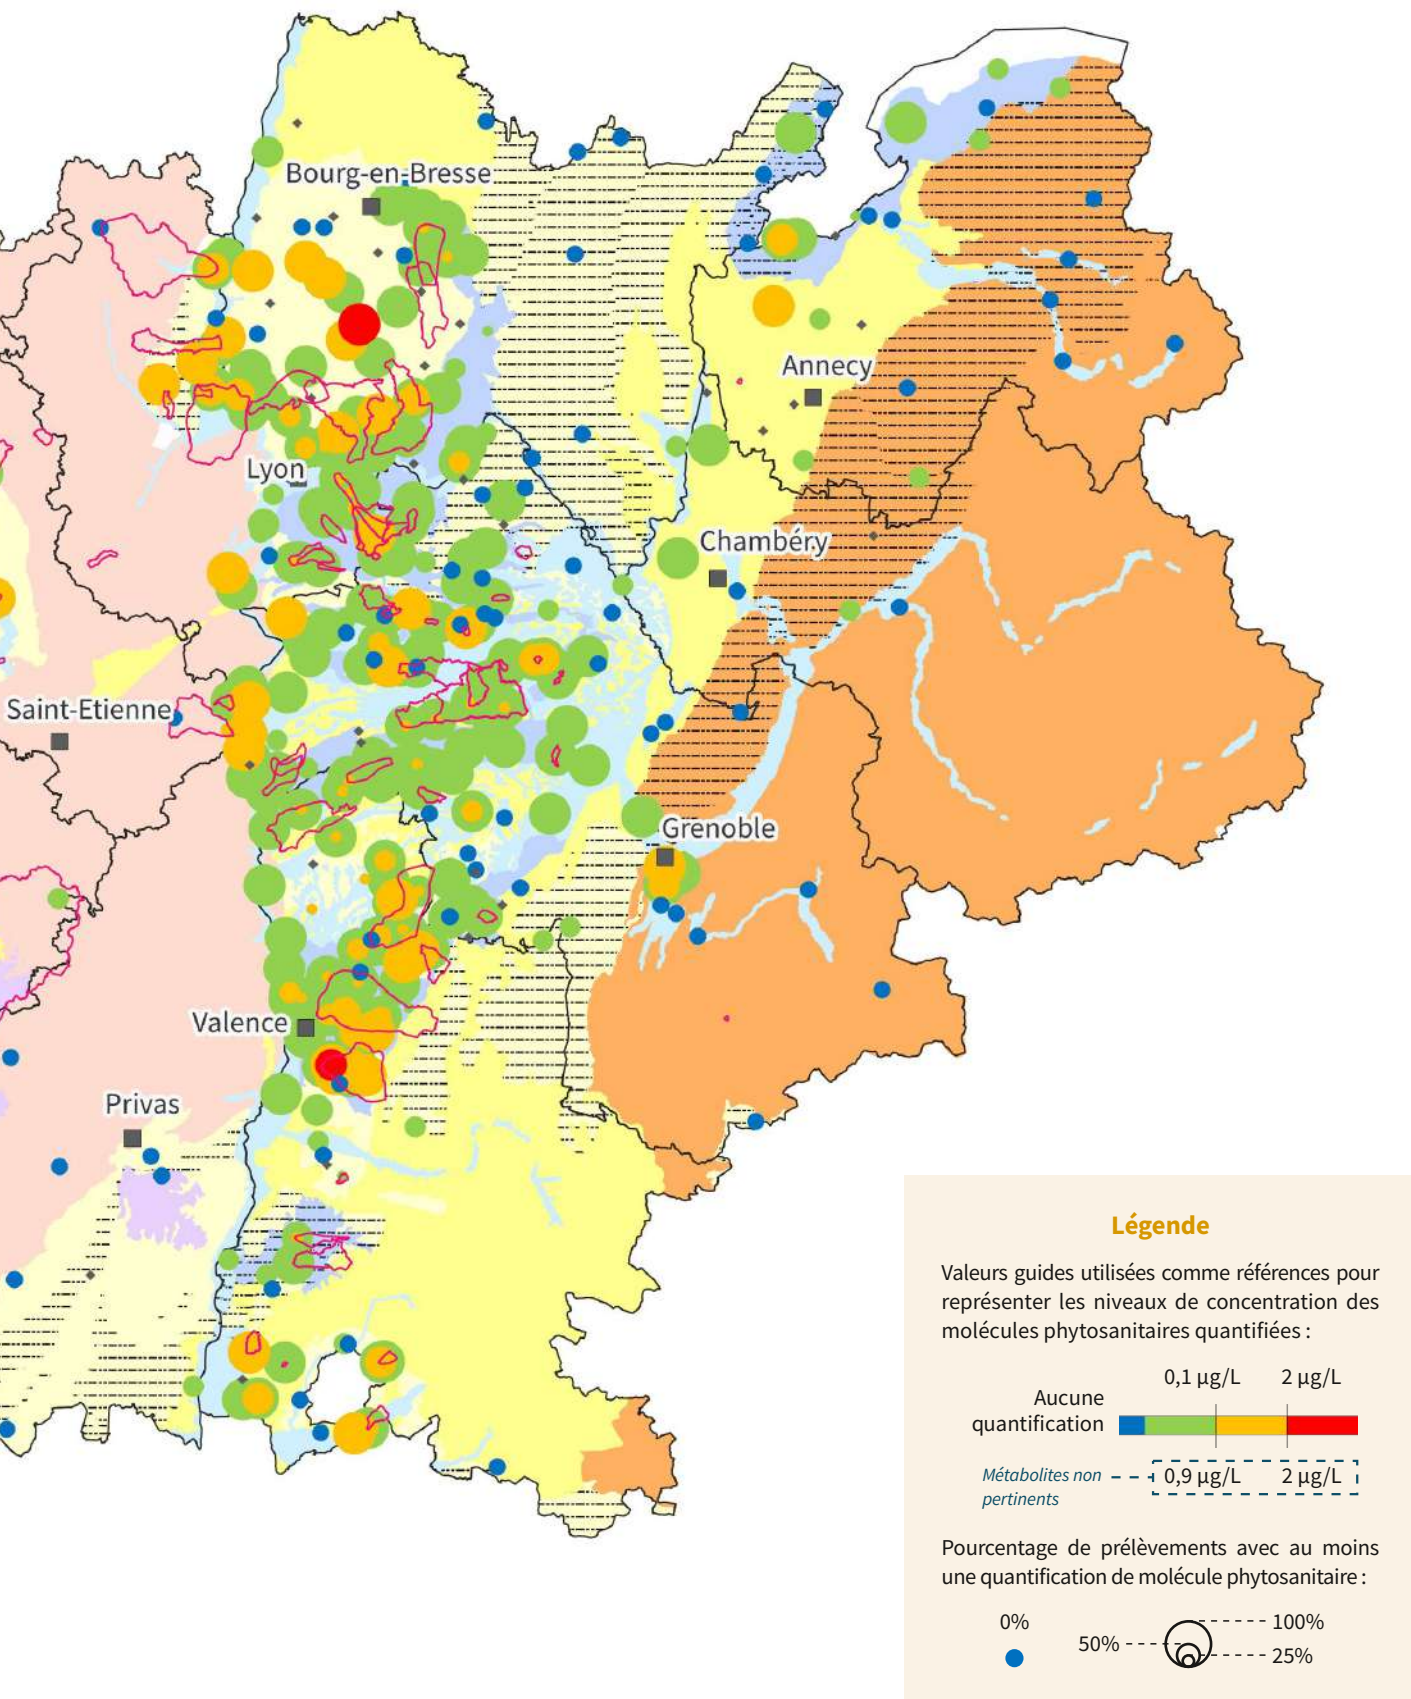 Bourg-en-Bresse
Annecy
Lyon
Chambéry
Saint-Etienne
Grenoble
Valence
Privas
Légende
Valeurs guides utilisées comme références pour
représenter les niveaux de concentration des
molécules phytosanitaires quantifiées :
0,1 µg/L 2 µg/L
Aucune
quantification
Métabolites non
pertinents
0,9 µg/L 2 µg/L
Pourcentage de prélèvements avec au moins
une quantification de molécule phytosanitaire :
0%
100%
50%
25%